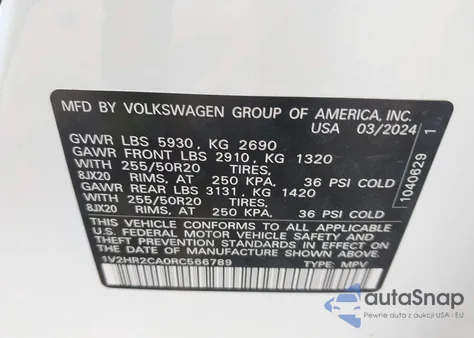 MFD BY VOLKSWAGEN GROUP OF AMERICA, INC.
USA 03/2024
GVWR LBS 5930, KG 2690
GAWR FRONT LBS 2910, KG 1320
WITH 255/50R20 TIRES,
8JX20 RIMS, AT 250 KPA, 36 PSI COLD
GAWR REAR LBS 3131, KG 1420
WITH 255/50R20 TIRES,
8JX20 RIMS, AT 250 KPA, 36 PSI COLD
THIS VEHICLE CONFORMS TO ALL APPLICABLE
U.S. FEDERAL MOTOR VEHICLE SAFETY AND
THEFT PREVENTION STANDARDS IN EFFECT ON
THE DATE OF MANUFACTURE SHOWN ABOVE.
1V2HR2CA0RC566789 TYPE: MPV
1040629 1
autoSnap
Pewne auta z USA i Kanady